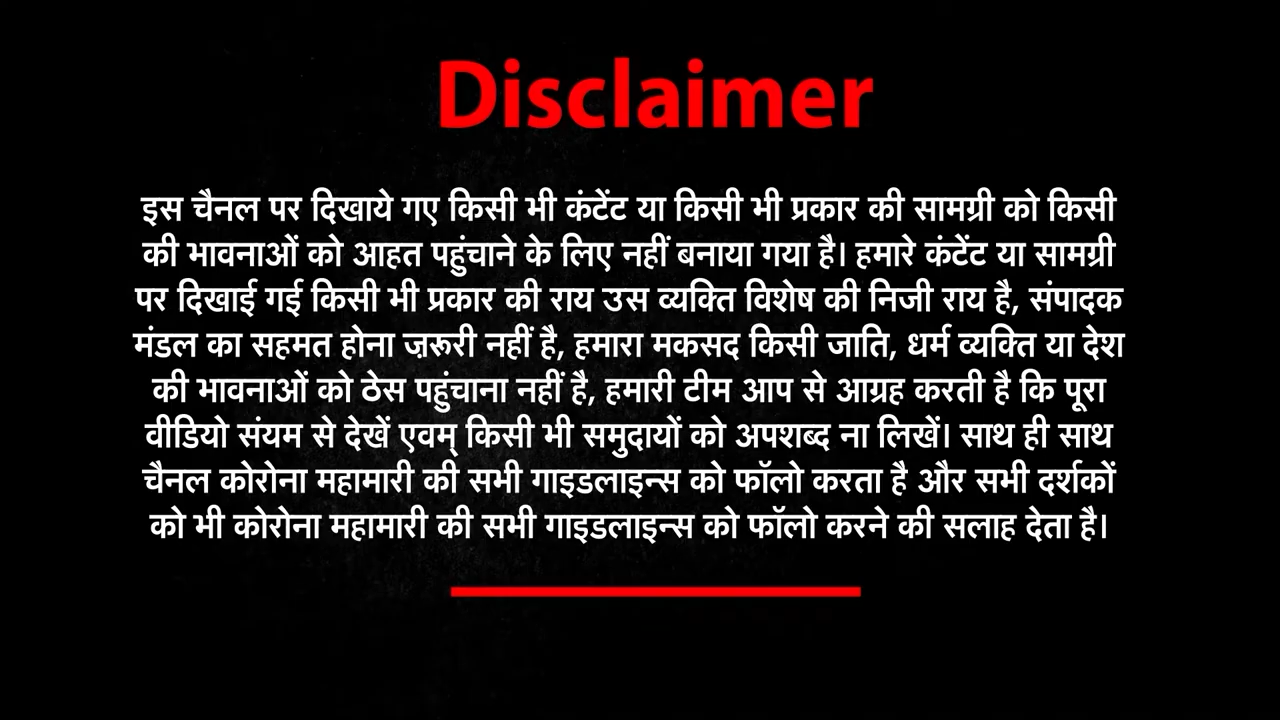 Disclaimer
इस चैनल पर दिखाये गए किसी भी कंटेंट या किसी भी प्रकार की सामग्री को किसी
की भावनाओं को आहत पहुंचाने के लिए नहीं बनाया गया है। हमारे कंटेंट या सामग्री
पर दिखाई गई किसी भी प्रकार की राय उस व्यक्ति विशेष की निजी राय है, संपादक
मंडल का सहमत होना ज़रूरी नहीं है, हमारा मकसद किसी जाति, धर्म व्यक्ति या देश
की भावनाओं को ठेस पहुंचाना नहीं है, हमारी टीम आप से आग्रह करती है कि पूरा
वीडियो संयम से देखें एवम् किसी भी समुदायों को अपशब्द ना लिखें। साथ ही साथ
चैनल कोरोना महामारी की सभी गाइडलाइन्स को फॉलो करता है और सभी दर्शकों
को भी कोरोना महामारी की सभी गाइडलाइन्स को फॉलो करने की सलाह देता है।